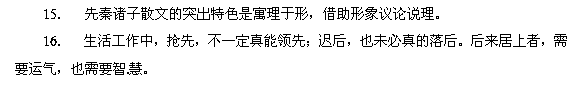 15. 先秦诸子散文的突出特色是寓理于形，借助形象议论说理。
16. 生活工作中，抢先，不一定真能领先；迟后，也未必真的落后。后来居上者，需
要运气，也需要智慧。